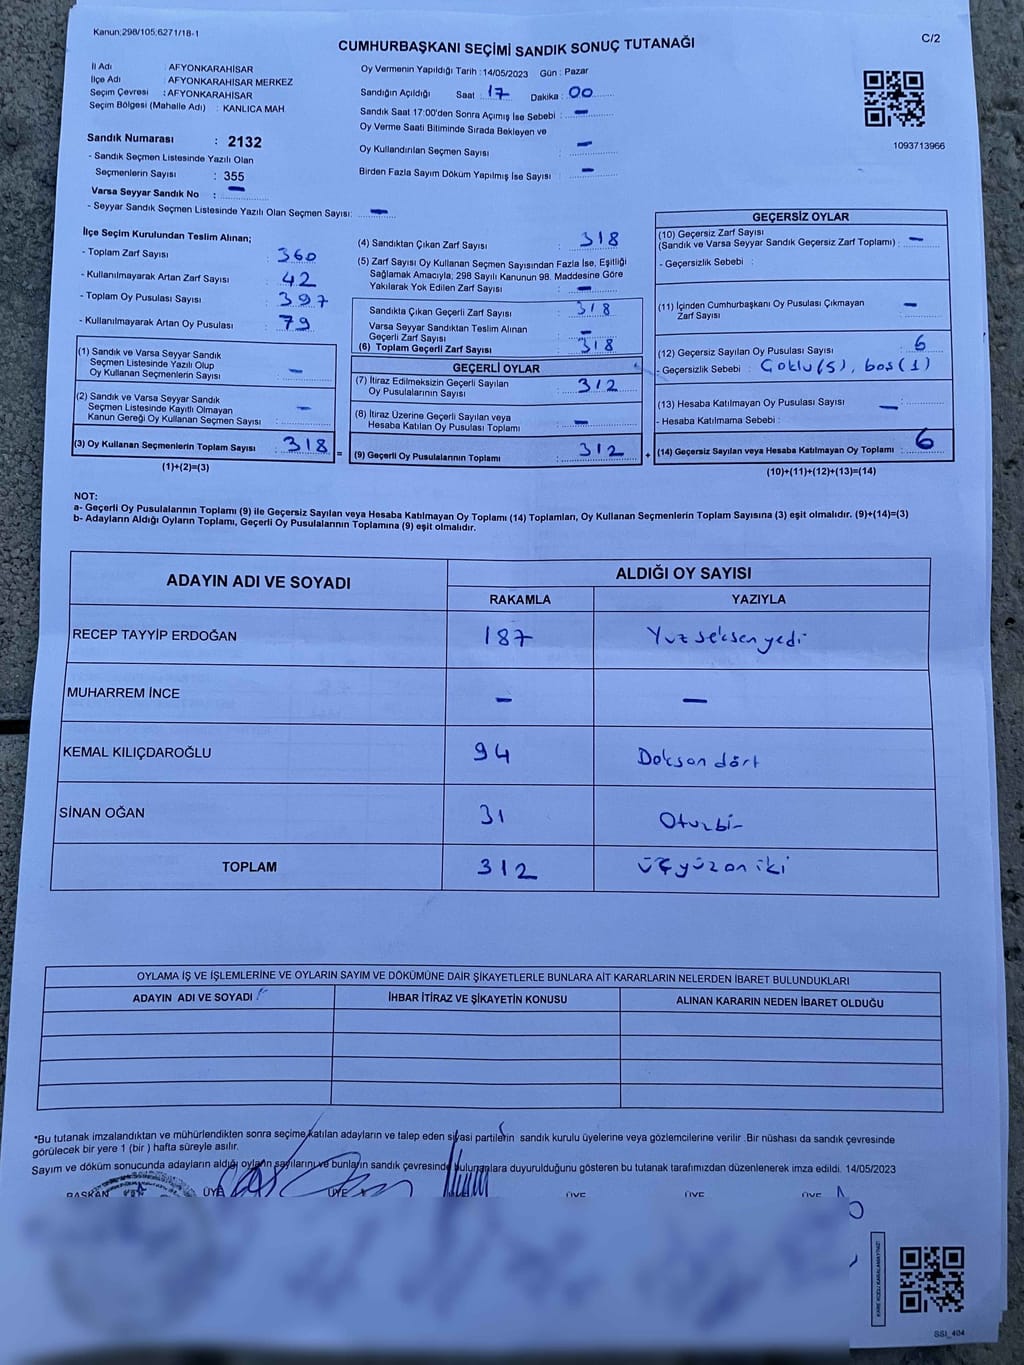 Kanun;298/105;6271/18-1
C/2
CUMHURBAŞKANI SEÇİMİ SANDIK SONUÇ TUTANAĞI
İl Adı : AFYONKARAHİSAR
İlçe Adı : AFYONKARAHİSAR MERKEZ
Seçim Çevresi : AFYONKARAHİSAR
Seçim Bölgesi (Mahalle Adı) : KANLICA MAH
Sandık Numarası : 2132
- Sandık Seçmen Listesinde Yazılı Olan
Seçmenlerin Sayısı : 355
Varsa Seyyar Sandık No : —
- Seyyar Sandık Seçmen Listesinde Yazılı Olan Seçmen Sayısı: —
Oy Vermenin Yapıldığı Tarih : 14/05/2023 Gün : Pazar
Sandığın Açıldığı Saat : 17 Dakika : 00
Sandık Saat 17:00'den Sonra Açımış İse Sebebi : —
Oy Verme Saati Bitiminde Sırada Bekleyen ve
Oy Kullandırılan Seçmen Sayısı : —
Birden Fazla Sayım Döküm Yapılmış İse Sayısı : —
1093713966
İlçe Seçim Kurulundan Teslim Alınan;
- Toplam Zarf Sayısı : 360
- Kullanılmayarak Artan Zarf Sayısı : 42
- Toplam Oy Pusulası Sayısı : 397
- Kullanılmayarak Artan Oy Pusulası : 79
(1) Sandık ve Varsa Seyyar Sandık
Seçmen Listesinde Yazılı Olup
Oy Kullanan Seçmenlerin Sayısı : —
(2) Sandık ve Varsa Seyyar Sandık
Seçmen Listesinde Kayıtlı Olmayan
Kanun Gereği Oy Kullanan Seçmen Sayısı : —
(3) Oy Kullanan Seçmenlerin Toplam Sayısı : 318
(1)+(2)=(3)
=
(4) Sandıktan Çıkan Zarf Sayısı : 318
(5) Zarf Sayısı Oy Kullanan Seçmen Sayısından Fazla İse, Eşitliği
Sağlamak Amacıyla; 298 Sayılı Kanunun 98. Maddesine Göre
Yakılarak Yok Edilen Zarf Sayısı : —
Sandıkta Çıkan Geçerli Zarf Sayısı : 318
Varsa Seyyar Sandıktan Teslim Alınan
Geçerli Zarf Sayısı : —
(6) Toplam Geçerli Zarf Sayısı : 318
GEÇERLİ OYLAR
(7) İtiraz Edilmeksizin Geçerli Sayılan
Oy Pusulalarının Sayısı : 312
(8) İtiraz Üzerine Geçerli Sayılan veya
Hesaba Katılan Oy Pusulası Toplamı : —
(9) Geçerli Oy Pusulalarının Toplamı : 312
+
GEÇERSİZ OYLAR
(10) Geçersiz Zarf Sayısı
(Sandık ve Varsa Seyyar Sandık Geçersiz Zarf Toplamı) : —
- Geçersizlik Sebebi :
(11) İçinden Cumhurbaşkanı Oy Pusulası Çıkmayan
Zarf Sayısı : —
(12) Geçersiz Sayılan Oy Pusulası Sayısı : 6
- Geçersizlik Sebebi : Çoklu(5), boş(1)
(13) Hesaba Katılmayan Oy Pusulası Sayısı : —
- Hesaba Katılmama Sebebi :
(14) Geçersiz Sayılan veya Hesaba Katılmayan Oy Toplamı : 6
(10)+(11)+(12)+(13)=(14)
NOT:
a- Geçerli Oy Pusulalarının Toplamı (9) ile Geçersiz Sayılan veya Hesaba Katılmayan Oy Toplamı (14) Toplamları, Oy Kullanan Seçmenlerin Toplam Sayısına (3) eşit olmalıdır. (9)+(14)=(3)
b- Adayların Aldığı Oyların Toplamı, Geçerli Oy Pusulalarının Toplamına (9) eşit olmalıdır.
ADAYIN ADI VE SOYADI ALDIĞI OY SAYISI
RAKAMLA YAZIYLA
RECEP TAYYİP ERDOĞAN 187 Yüz seksen yedi
MUHARREM İNCE — —
KEMAL KILIÇDAROĞLU 94 Doksan dört
SİNAN OĞAN 31 Otuzbir
TOPLAM 312 üçyüzoniki
OYLAMA İŞ VE İŞLEMLERİNE VE OYLARIN SAYIM VE DÖKÜMÜNE DAİR ŞİKAYETLERLE BUNLARA AİT KARARLARIN NELERDEN İBARET BULUNDUKLARI
ADAYIN ADI VE SOYADI İHBAR İTİRAZ VE ŞİKAYETİN KONUSU ALINAN KARARIN NEDEN İBARET OLDUĞU
*Bu tutanak imzalandıktan ve mühürlendikten sonra seçime katılan adayların ve talep eden siyasi partilerin sandık kurulu üyelerine veya gözlemcilerine verilir .Bir nüshası da sandık çevresinde
görülecek bir yere 1 (bir ) hafta süreyle asılır.
Sayım ve döküm sonucunda adayların aldığı oyların sayılarını ve bunların sandık çevresinde bulunanlara duyurulduğunu gösteren bu tutanak tarafımızdan düzenlenerek imza edildi. 14/05/2023
BAŞKAN ÜYE ÜYE ÜYE ÜYE ÜYE
KARE KODU KARALAMAYINIZ!
SSI_404